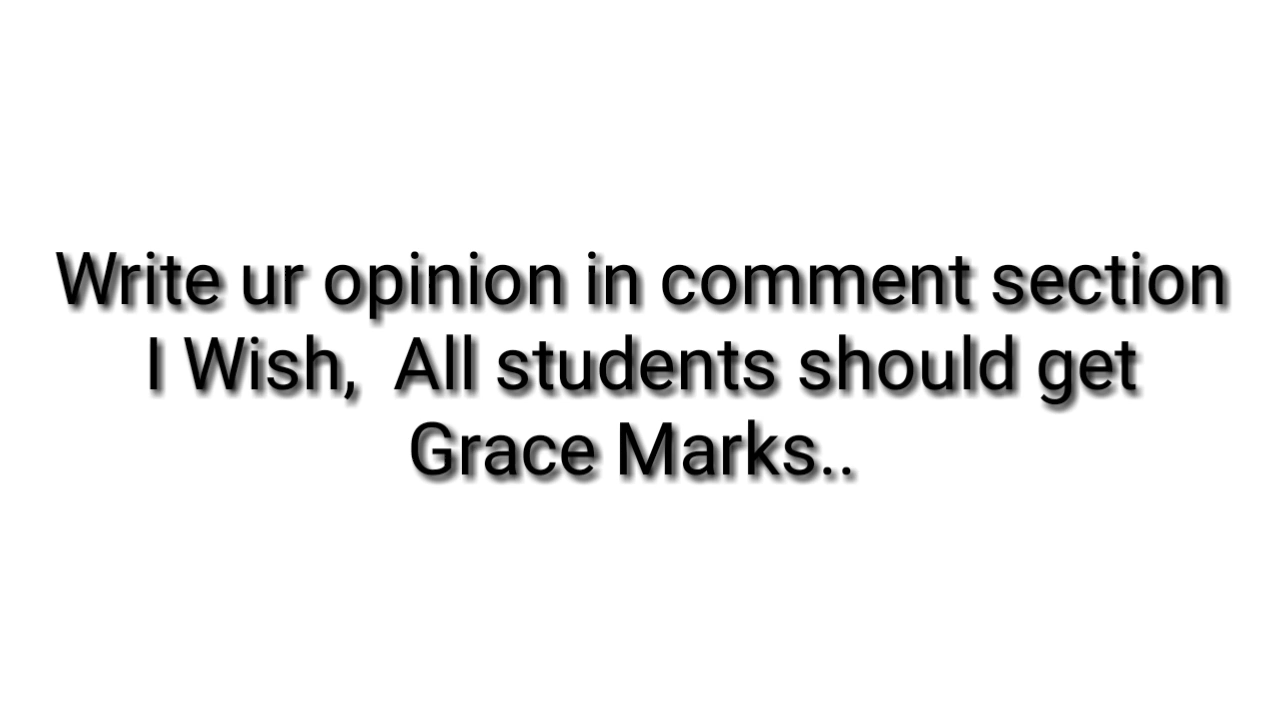 Write ur opinion in comment section
I Wish,  All students should get
Grace Marks..